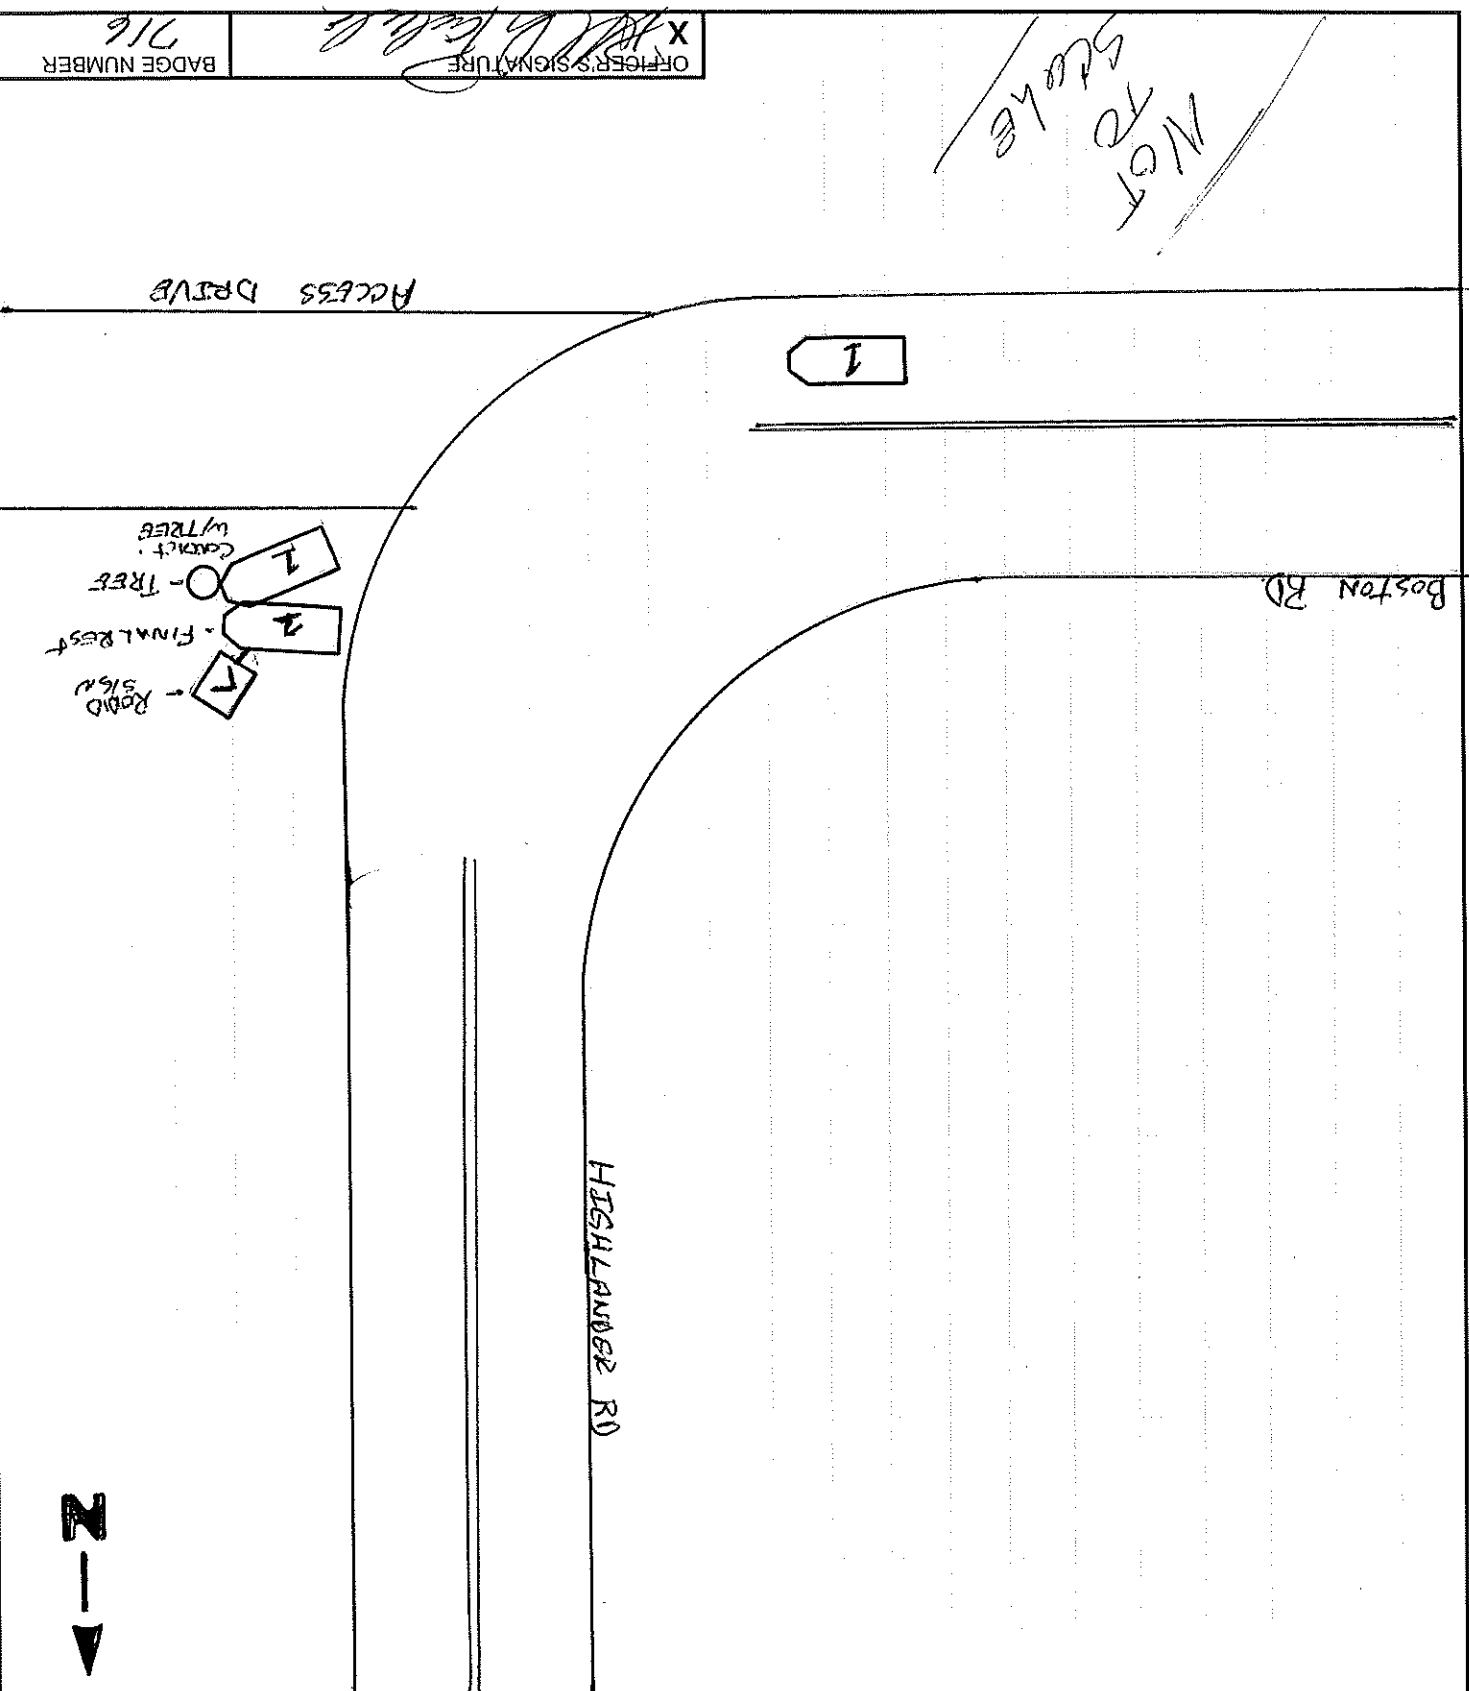 N
HIGHLANDER RD
ROAD
SIGN
1
- FINAL REST
1
- TREE
CONTACT
W/TREE
BOSTON RD
1
ACCESS DRIVE
NOT
TO
SCALE
OFFICER'S SIGNATURE
X
BADGE NUMBER
716